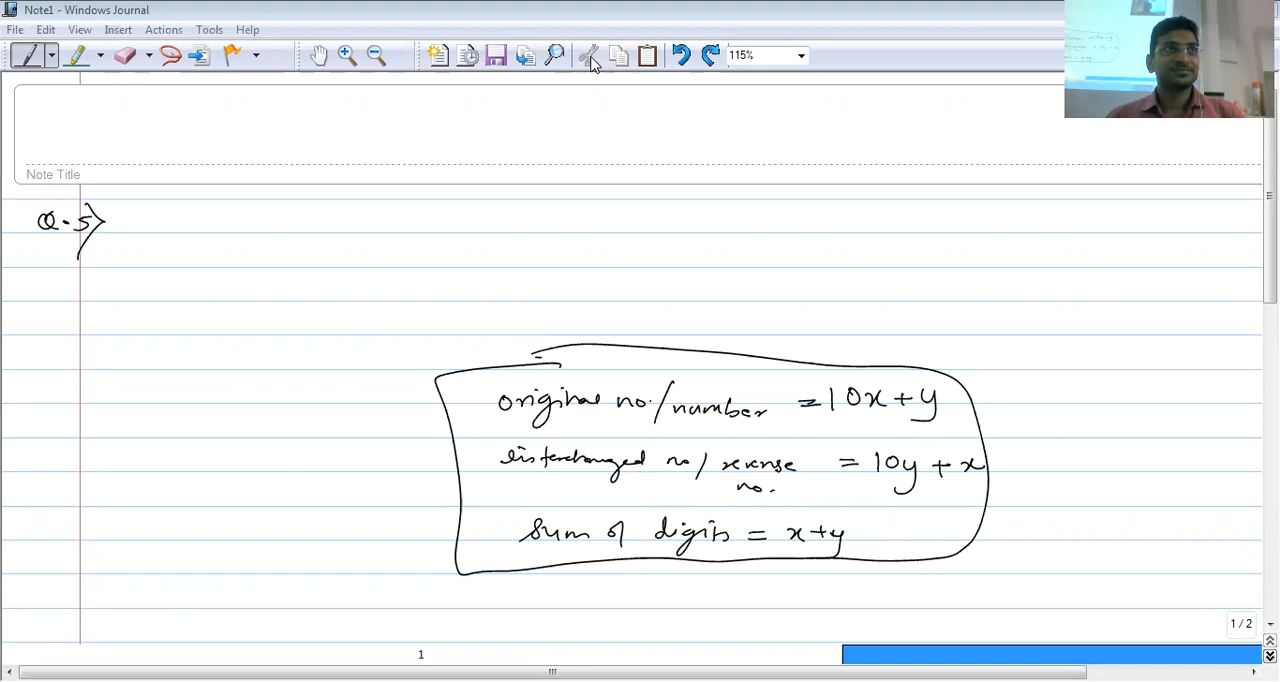 Note1 - Windows Journal
File Edit View Insert Actions Tools Help
115%
Note Title
Q.5>
original no./number = 10x+y
interchanged no/ reverse no. = 10y + x
sum of digits = x+y
1 / 2
1